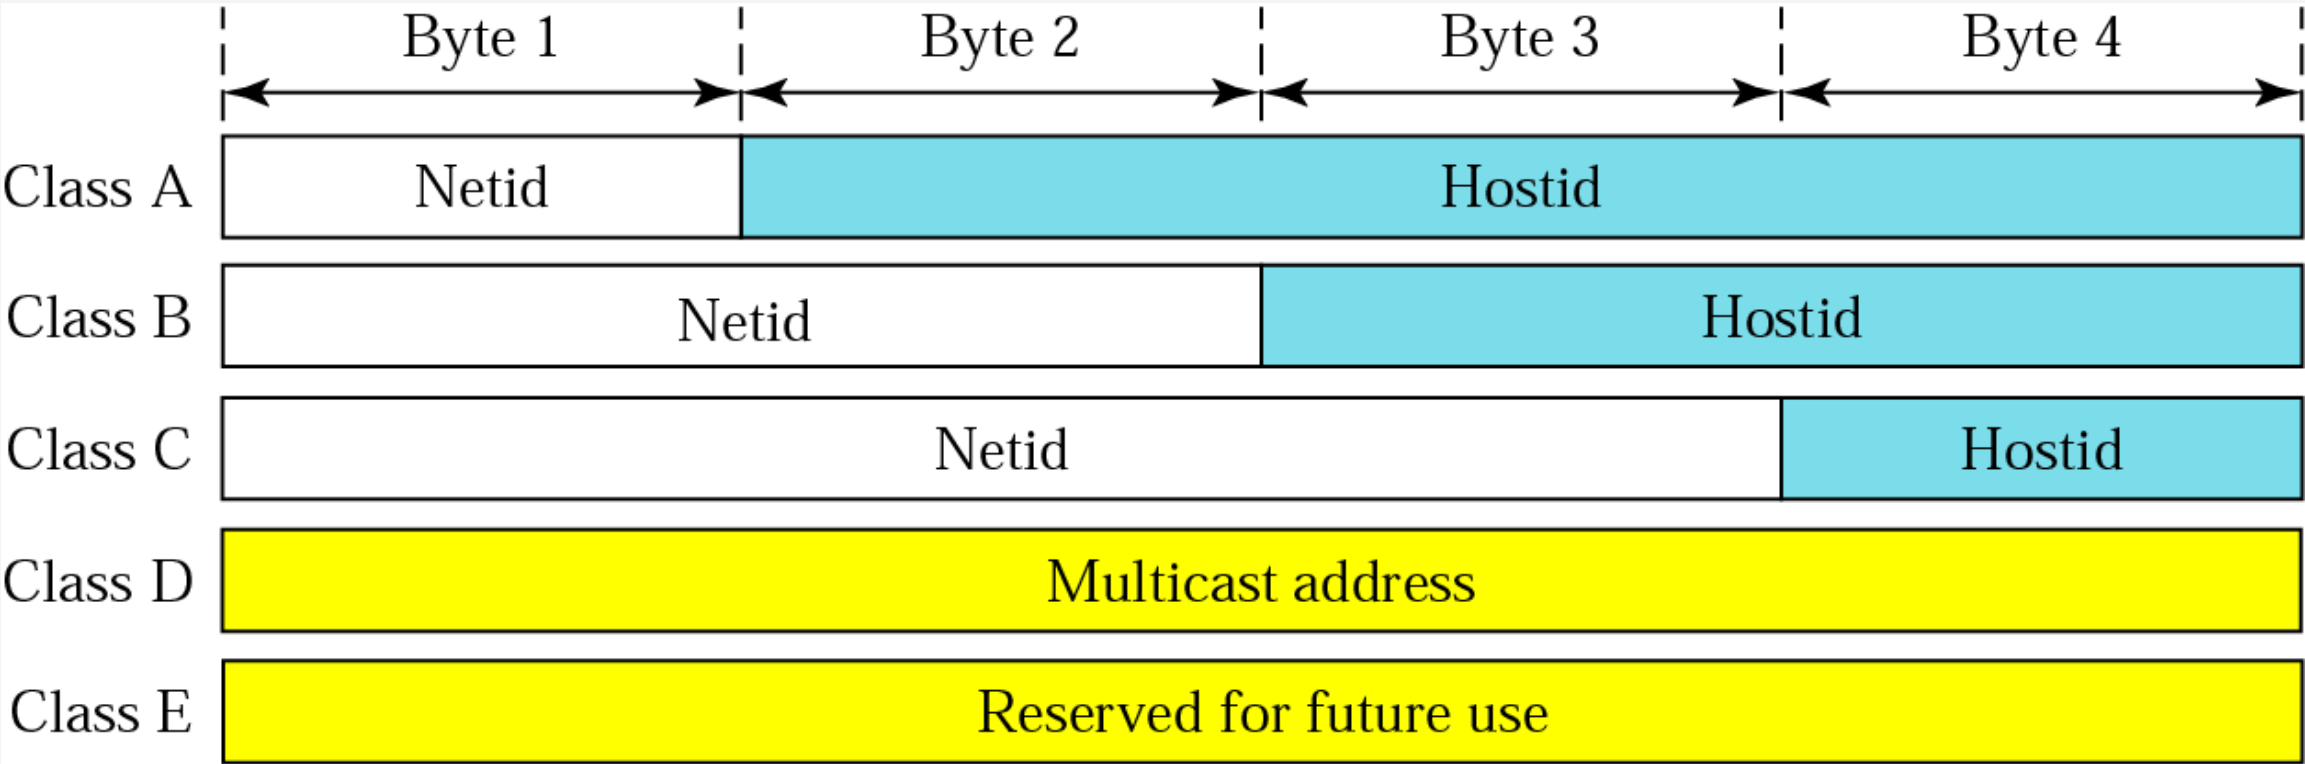 Byte 1 Byte 2 Byte 3 Byte 4
Class A Netid Hostid
Class B Netid Hostid
Class C Netid Hostid
Class D Multicast address
Class E Reserved for future use